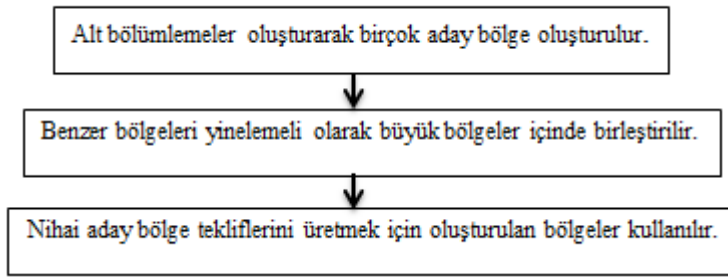 Alt bölümlemeler oluşturarak birçok aday bölge oluşturulur.
Benzer bölgeleri yinelemeli olarak büyük bölgeler içinde birleştirilir.
Nihai aday bölge tekliflerini üretmek için oluşturulan bölgeler kullanılır.